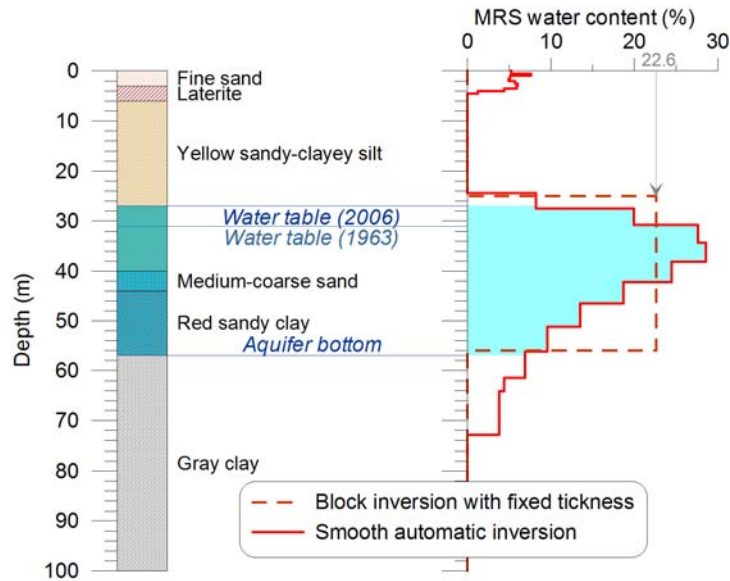 MRS water content (%)
0 10 20 30
22.6
Depth (m)
0
10
20
30
40
50
60
70
80
90
100
Fine sand
Laterite
Yellow sandy-clayey silt
Water table (2006)
Water table (1963)
Medium-coarse sand
Red sandy clay
Aquifer bottom
Gray clay
Block inversion with fixed tickness
Smooth automatic inversion